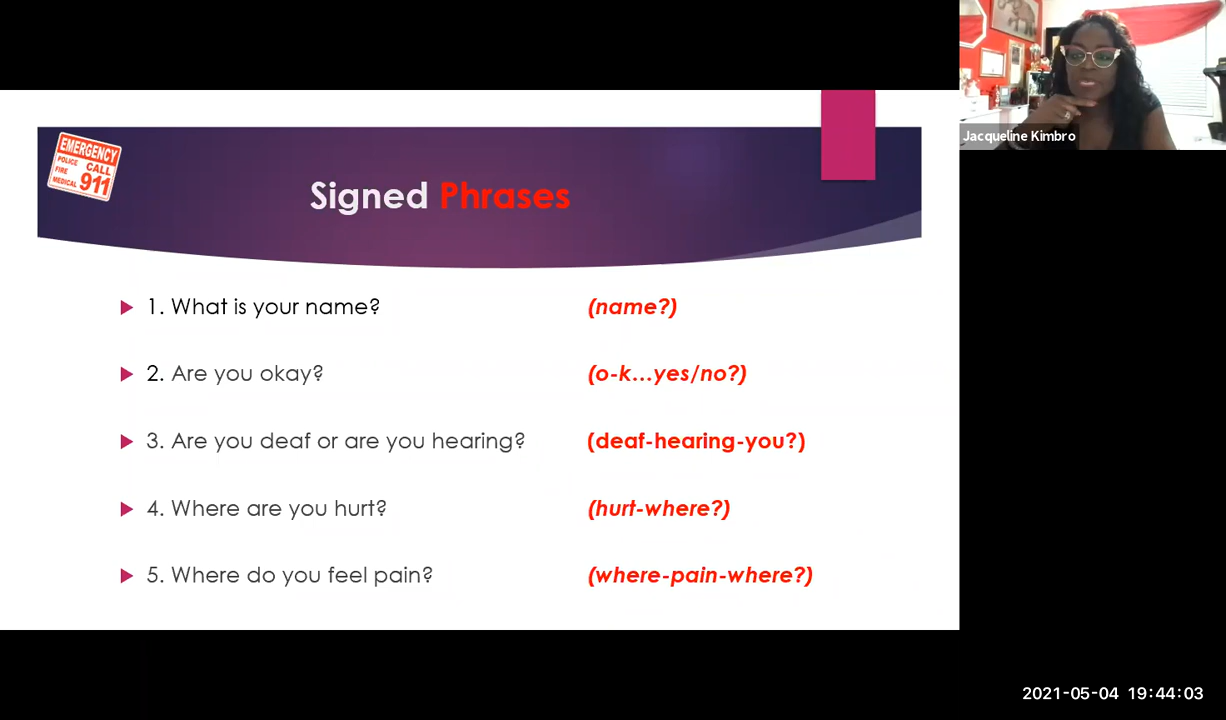 EMERGENCY
POLICE
FIRE
MEDICAL
CALL
911
Signed Phrases
1. What is your name? (name?)
2. Are you okay? (o-k...yes/no?)
3. Are you deaf or are you hearing? (deaf-hearing-you?)
4. Where are you hurt? (hurt-where?)
5. Where do you feel pain? (where-pain-where?)
Jacqueline Kimbro
2021-05-04 19:44:03